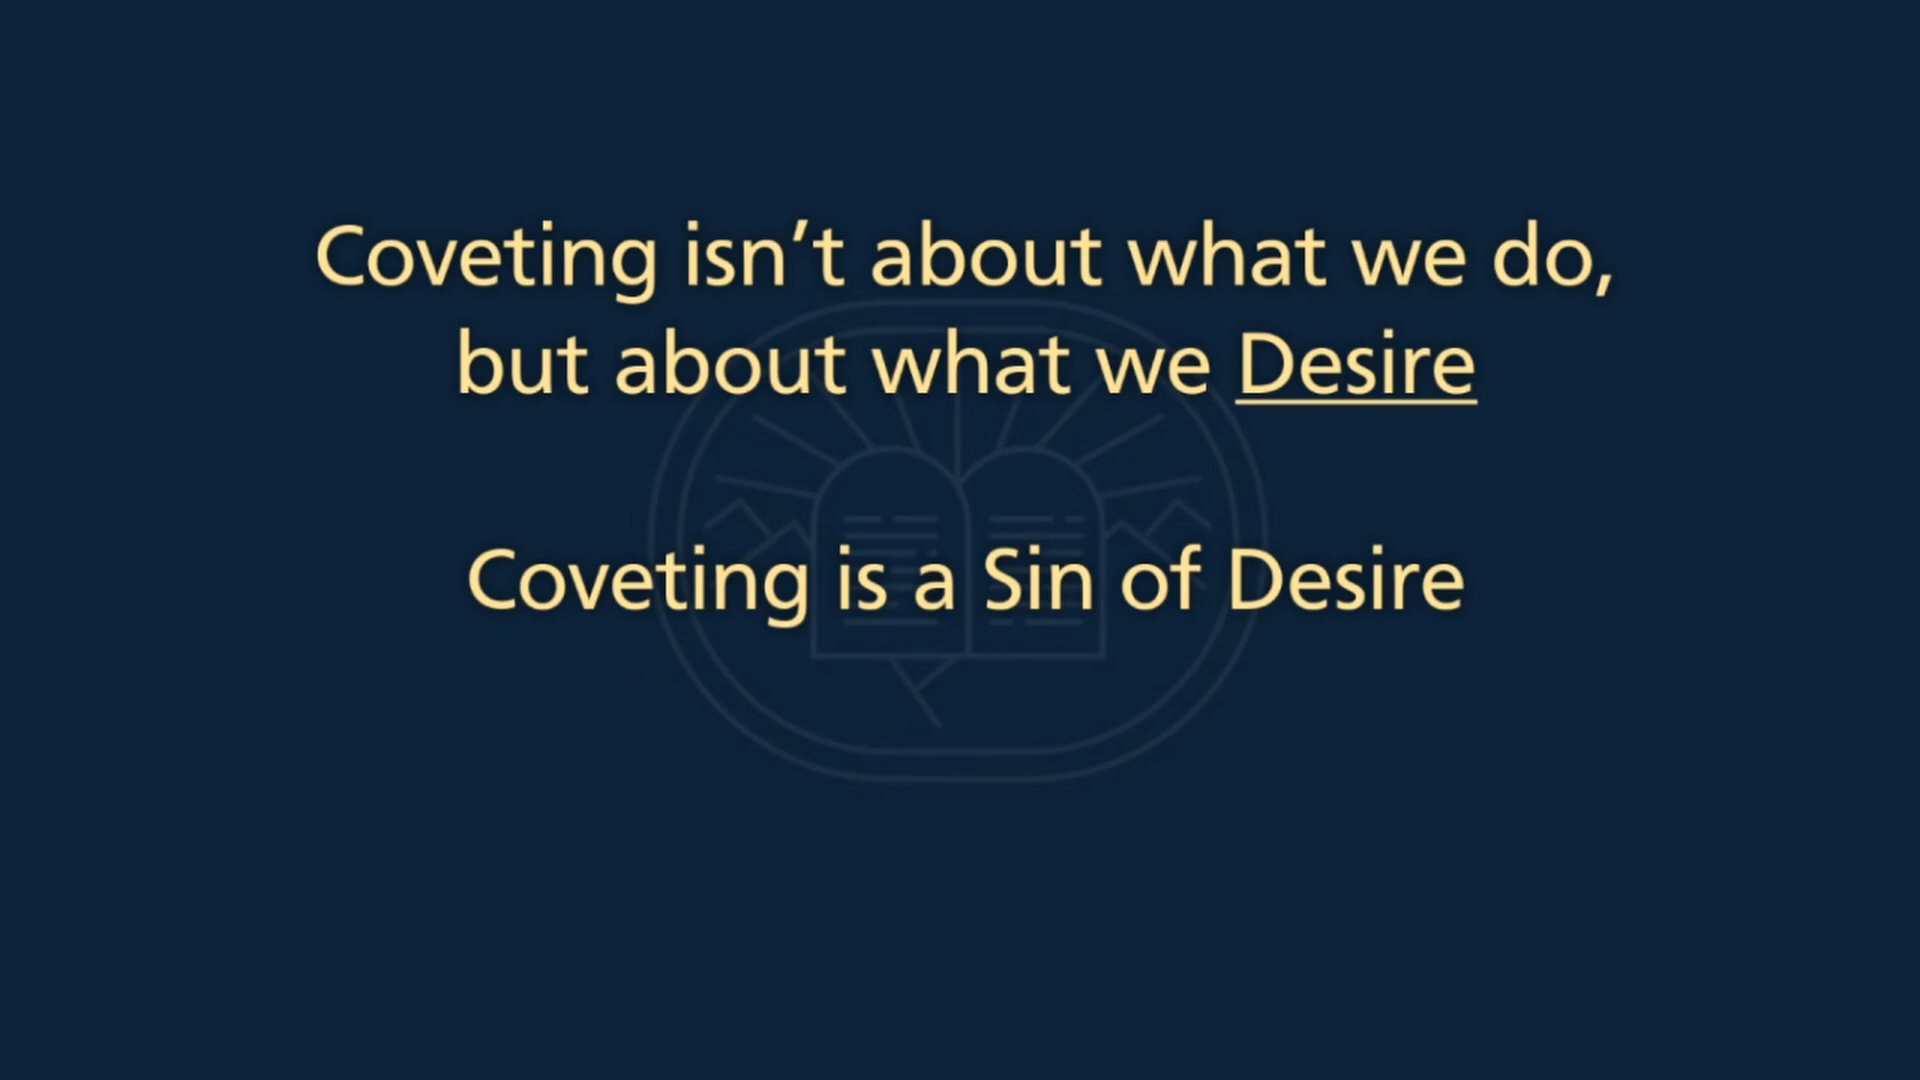 Coveting isn’t about what we do,
but about what we Desire
Coveting is a Sin of Desire